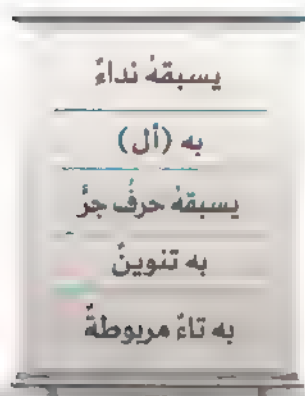 يسبقهُ نداءٌ
به (أل)
يسبقهُ حرفُ جرٍّ
به تنوينٌ
به تاءٌ مربوطةٌ